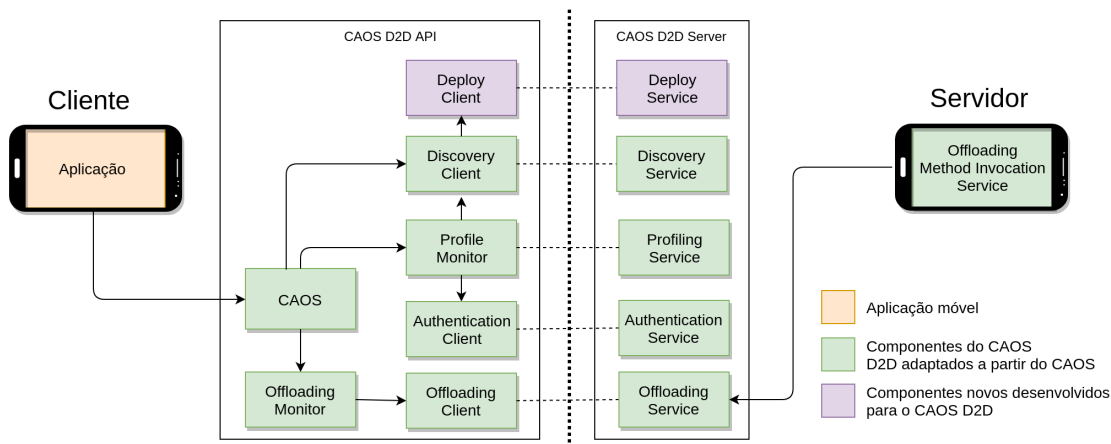 CAOS D2D API
CAOS D2D Server
Cliente
Servidor
Aplicação
Deploy
Client
Deploy
Service
Discovery
Client
Discovery
Service
Offloading
Method Invocation
Service
Profile
Monitor
Profiling
Service
CAOS
Authentication
Client
Authentication
Service
Offloading
Monitor
Offloading
Client
Offloading
Service
Aplicação móvel
Componentes do CAOS
D2D adaptados a partir do CAOS
Componentes novos desenvolvidos
para o CAOS D2D